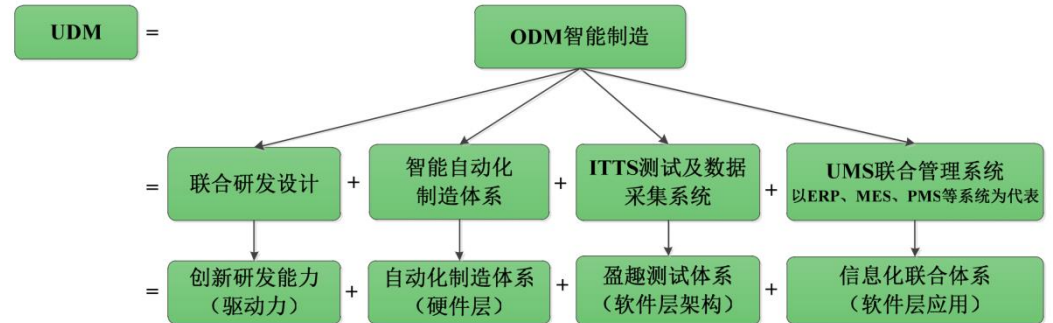 UDM
=
ODM智能制造
=
联合研发设计
+
智能自动化
制造体系
+
ITTS测试及数据
采集系统
+
UMS联合管理系统
以ERP、MES、PMS等系统为代表
=
创新研发能力
（驱动力）
+
自动化制造体系
（硬件层）
+
盈趣测试体系
（软件层架构）
+
信息化联合体系
（软件层应用）